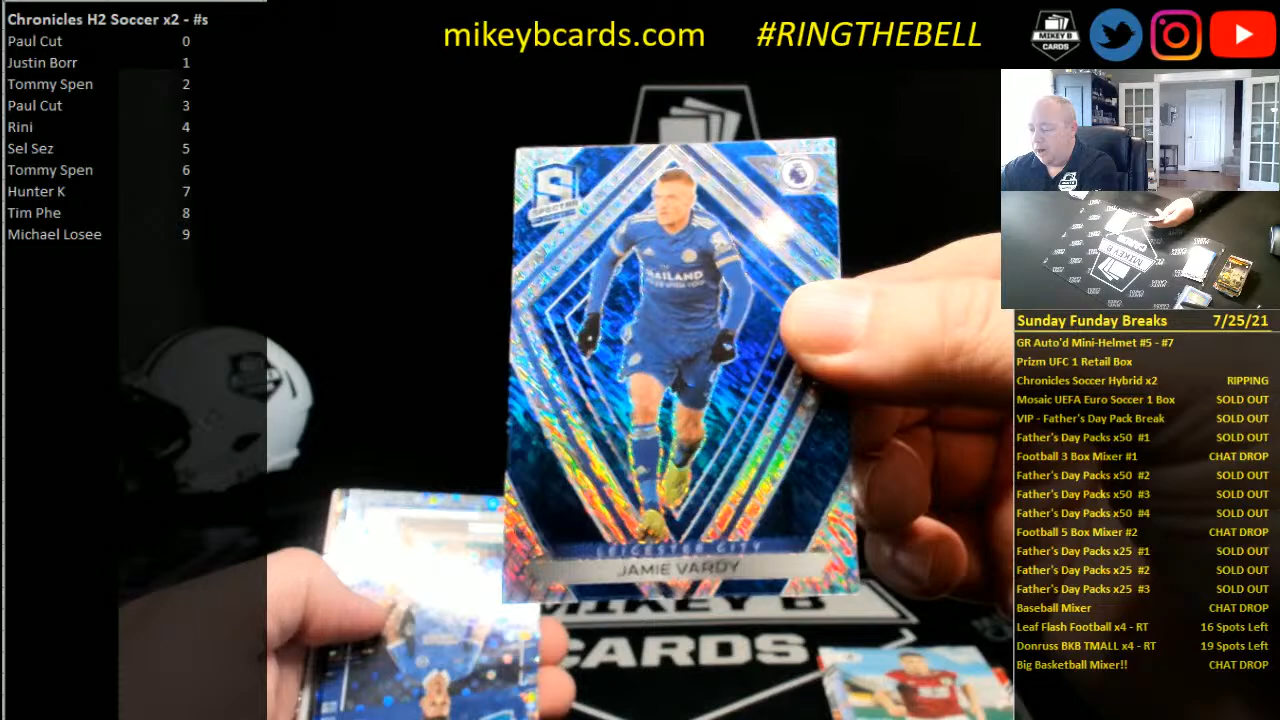 Chronicles H2 Soccer x2 - #s
Paul Cut 0
Justin Borr 1
Tommy Spen 2
Paul Cut 3
Rini 4
Sel Sez 5
Tommy Spen 6
Hunter K 7
Tim Phe 8
Michael Losee 9
mikeybcards.com #RINGTHEBELL
MIKEY B
CARDS
S
SPECTRA
THAILAND
LEICESTER CITY
JAMIE VARDY
MIKEY B
CARDS
MIKEY B
CARDS
Sunday Funday Breaks 7/25/21
GR Auto'd Mini-Helmet #5 - #7
Prizm UFC 1 Retail Box
Chronicles Soccer Hybrid x2 RIPPING
Mosaic UEFA Euro Soccer 1 Box SOLD OUT
VIP - Father's Day Pack Break SOLD OUT
Father's Day Packs x50 #1 SOLD OUT
Football 3 Box Mixer #1 CHAT DROP
Father's Day Packs x50 #2 SOLD OUT
Father's Day Packs x50 #3 SOLD OUT
Father's Day Packs x50 #4 SOLD OUT
Football 5 Box Mixer #2 CHAT DROP
Father's Day Packs x25 #1 SOLD OUT
Father's Day Packs x25 #2 SOLD OUT
Father's Day Packs x25 #3 SOLD OUT
Baseball Mixer CHAT DROP
Leaf Flash Football x4 - RT 16 Spots Left
Donruss BKB TMALL x4 - RT 19 Spots Left
Big Basketball Mixer!! CHAT DROP